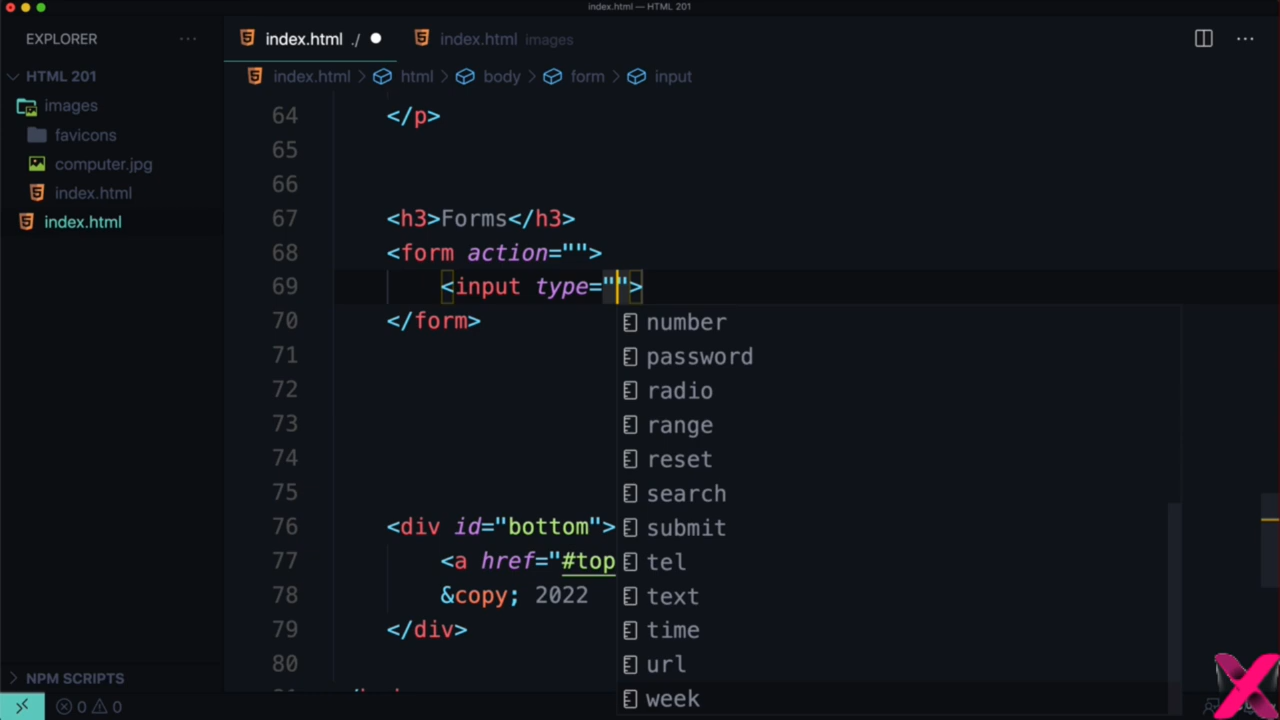 index.html — HTML 201
EXPLORER ...
index.html ./ index.html images ...
HTML 201
index.html > html > body > form > input
images
favicons
computer.jpg
index.html
index.html
64 </p>
65
66
67 <h3>Forms</h3>
68 <form action="">
69 <input type="">
70 </form>
71
72
73
74
75
76 <div id="bottom">
77 <a href="#top
78 &copy; 2022
79 </div>
80
number
password
radio
range
reset
search
submit
tel
text
time
url
week
NPM SCRIPTS
0 0